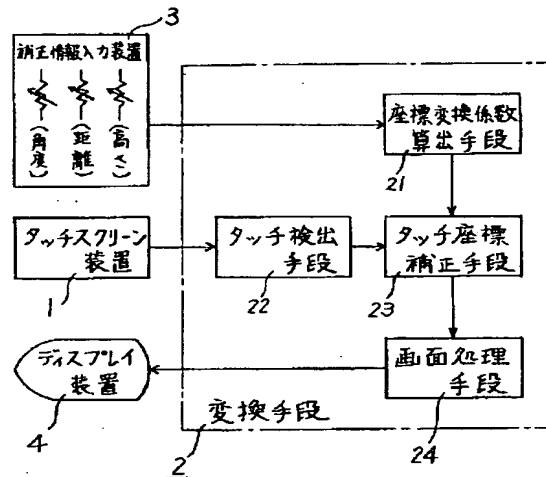 3
補正情報入力装置
(角度)
(距離)
(高さ)
座標変換係数
算出手段
21
タッチスクリーン
装置
1
タッチ検出
手段
22
タッチ座標
補正手段
23
ディスプレイ
装置
4
画面処理
手段
24
変換手段
2